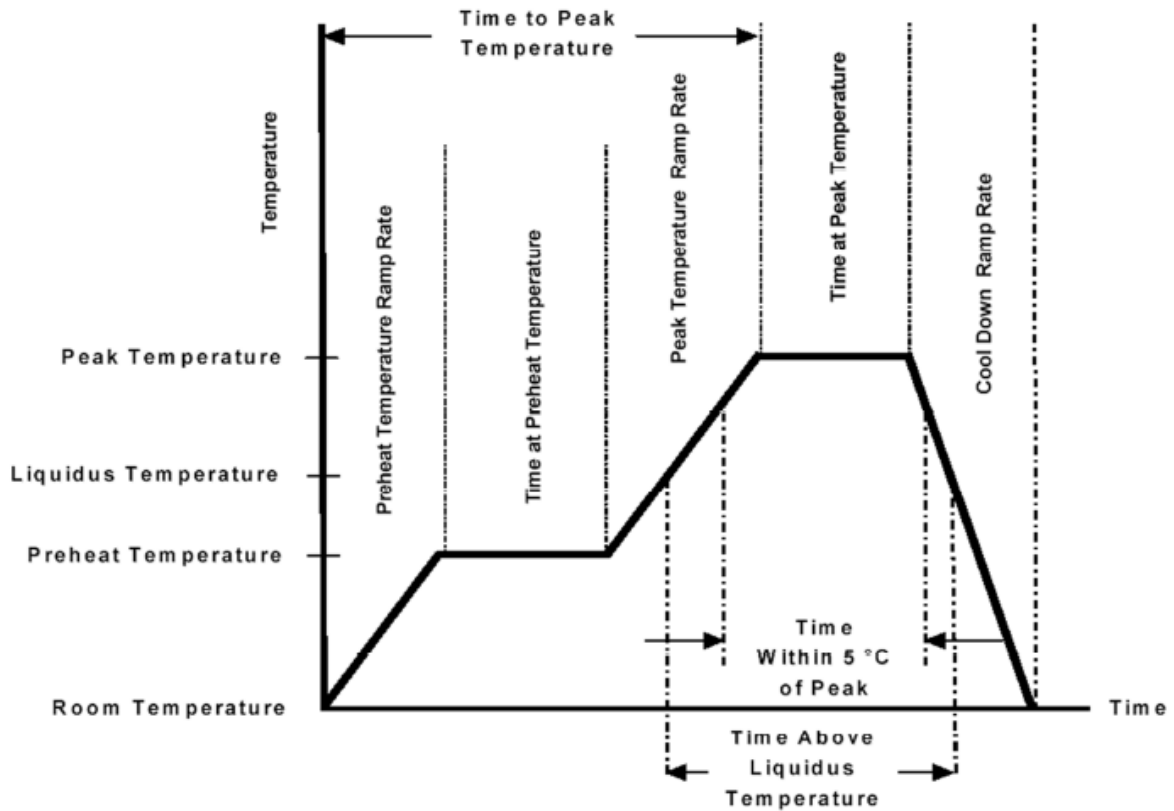 Time to Peak
Temperature
Temperature
Preheat Temperature Ramp Rate
Time at Preheat Temperature
Peak Temperature Ramp Rate
Time at Peak Temperature
Cool Down Ramp Rate
Peak Temperature
Liquidus Temperature
Preheat Temperature
Room Temperature
Time
Within 5 °C
of Peak
Time
Time Above
Liquidus
Temperature